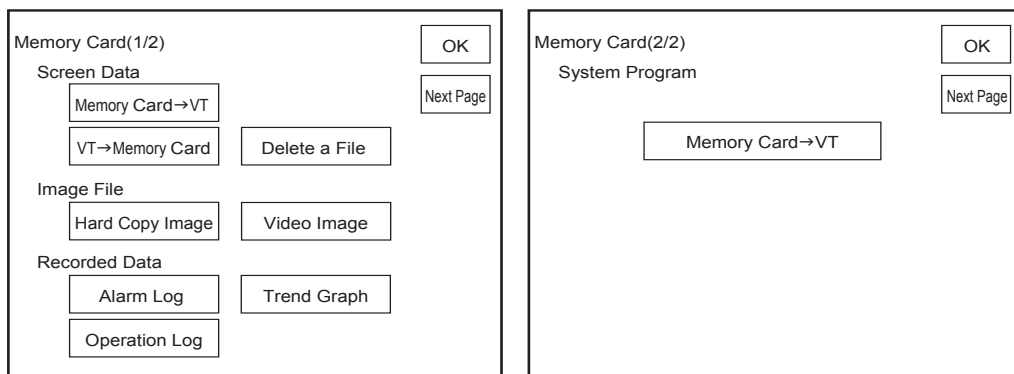 Memory Card(1/2)
OK
Screen Data
Next Page
Memory Card→VT
VT→Memory Card
Delete a File
Image File
Hard Copy Image
Video Image
Recorded Data
Alarm Log
Trend Graph
Operation Log
Memory Card(2/2)
OK
System Program
Next Page
Memory Card→VT